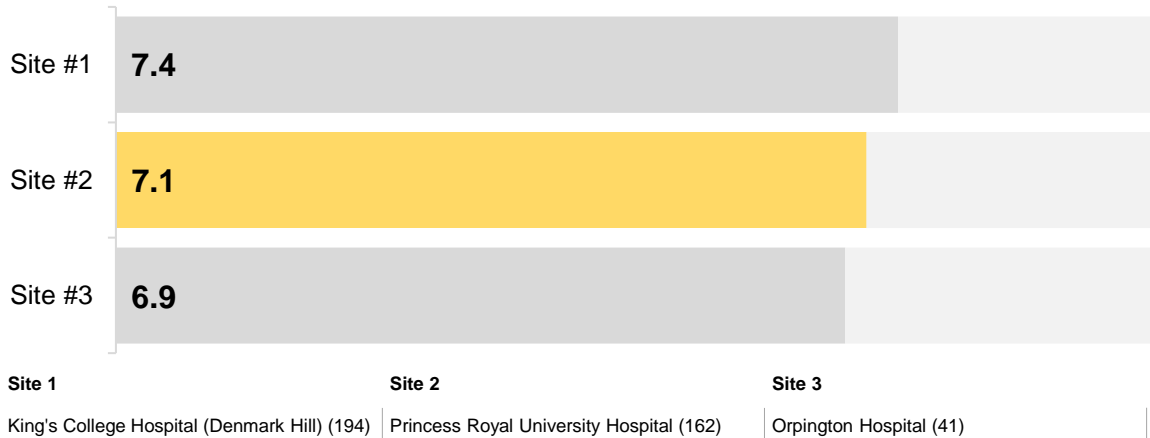 Site #1 7.4
Site #2 7.1
Site #3 6.9
Site 1 Site 2 Site 3
King's College Hospital (Denmark Hill) (194) Princess Royal University Hospital (162) Orpington Hospital (41)